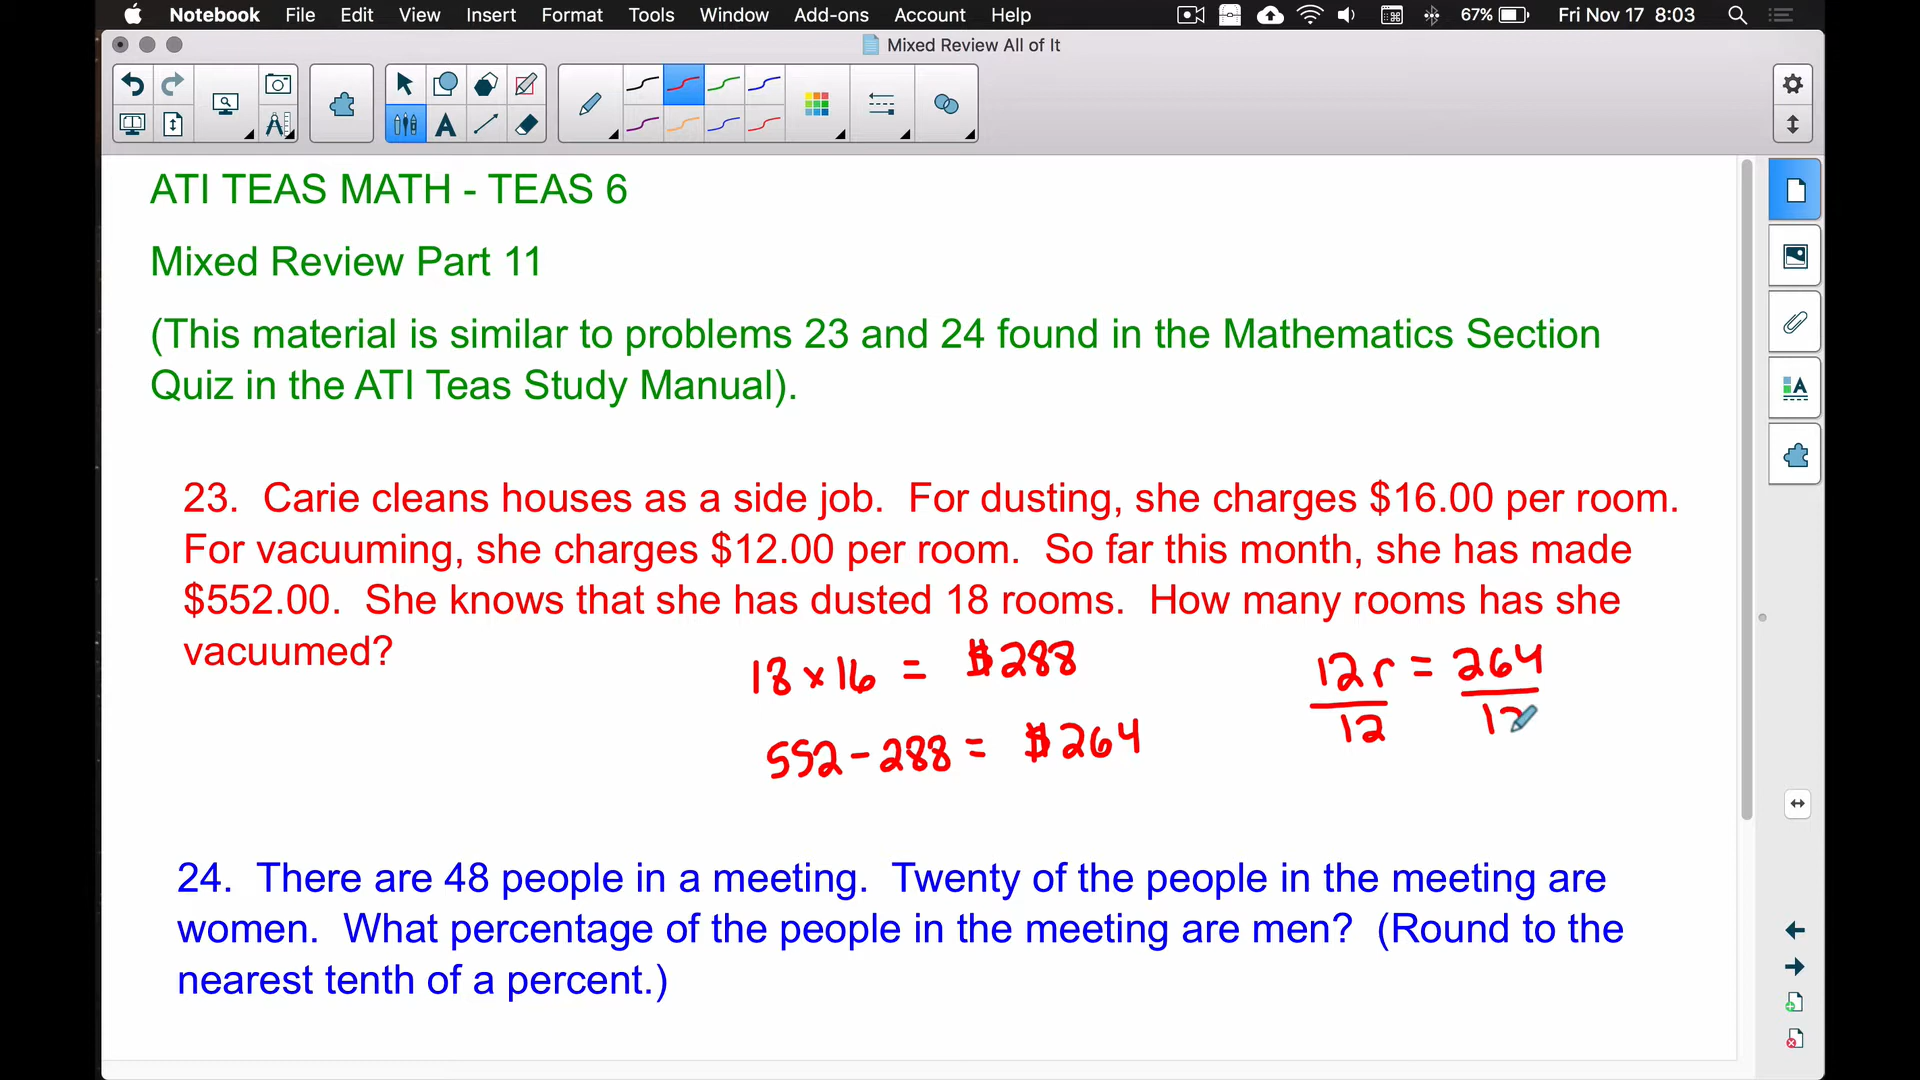 Notebook File Edit View Insert Format Tools Window Add-ons Account Help 67% Fri Nov 17 8:03
Mixed Review All of It
ATI TEAS MATH - TEAS 6
Mixed Review Part 11
(This material is similar to problems 23 and 24 found in the Mathematics Section
Quiz in the ATI Teas Study Manual).
23. Carie cleans houses as a side job. For dusting, she charges $16.00 per room.
For vacuuming, she charges $12.00 per room. So far this month, she has made
$552.00. She knows that she has dusted 18 rooms. How many rooms has she
vacuumed?
18 × 16 = $288
552 - 288 = $264
12r = 264
12 12
24. There are 48 people in a meeting. Twenty of the people in the meeting are
women. What percentage of the people in the meeting are men? (Round to the
nearest tenth of a percent.)